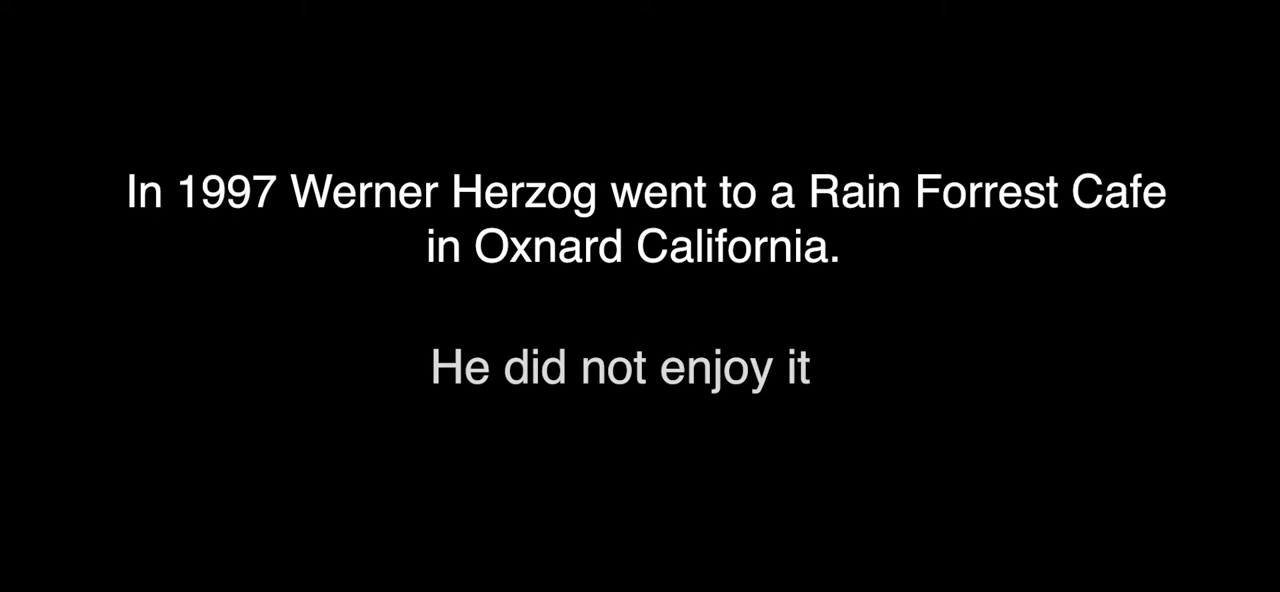 In 1997 Werner Herzog went to a Rain Forrest Cafe
in Oxnard California.
He did not enjoy it